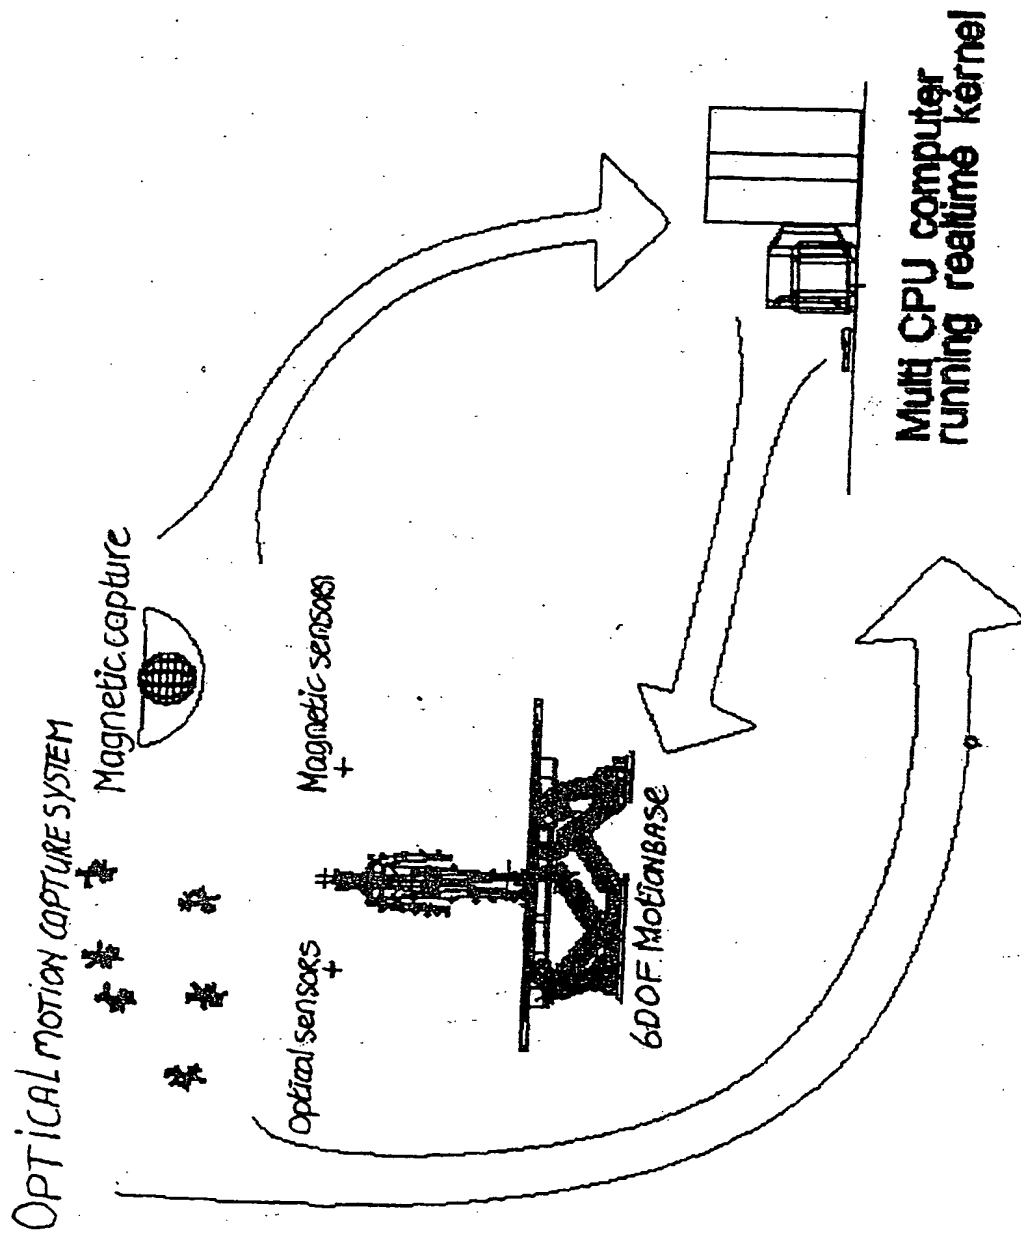 OPTICAL MOTION CAPTURE SYSTEM
Magnetic capture
Optical sensors
Magnetic sensors
6DOF MOTIONBASE
Multi CPU computer
running realtime kernel